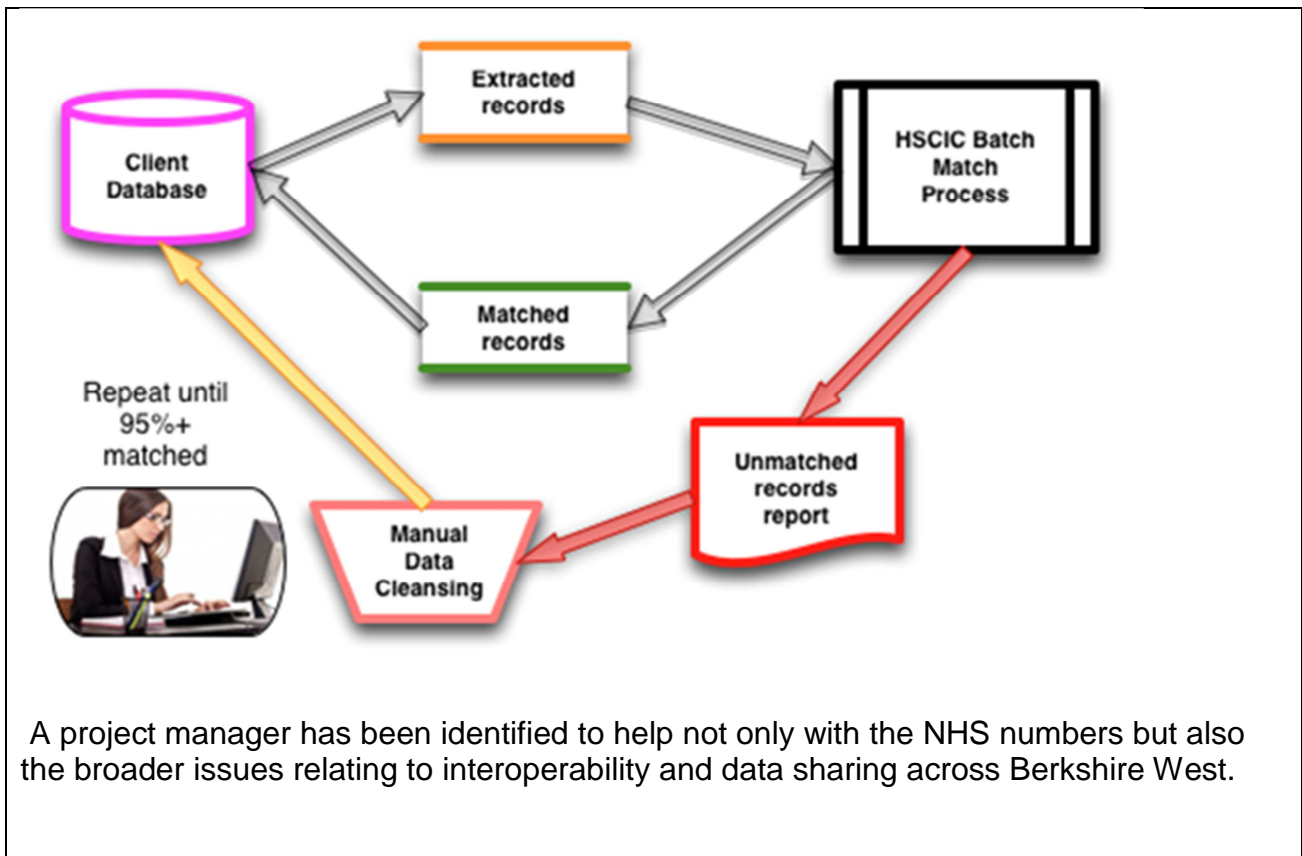 Extracted
records
HSCIC Batch
Match
Process
Client
Database
Matched
records
Repeat until
95%+
matched
Unmatched
records
report
Manual
Data
Cleansing
A project manager has been identified to help not only with the NHS numbers but also
the broader issues relating to interoperability and data sharing across Berkshire West.